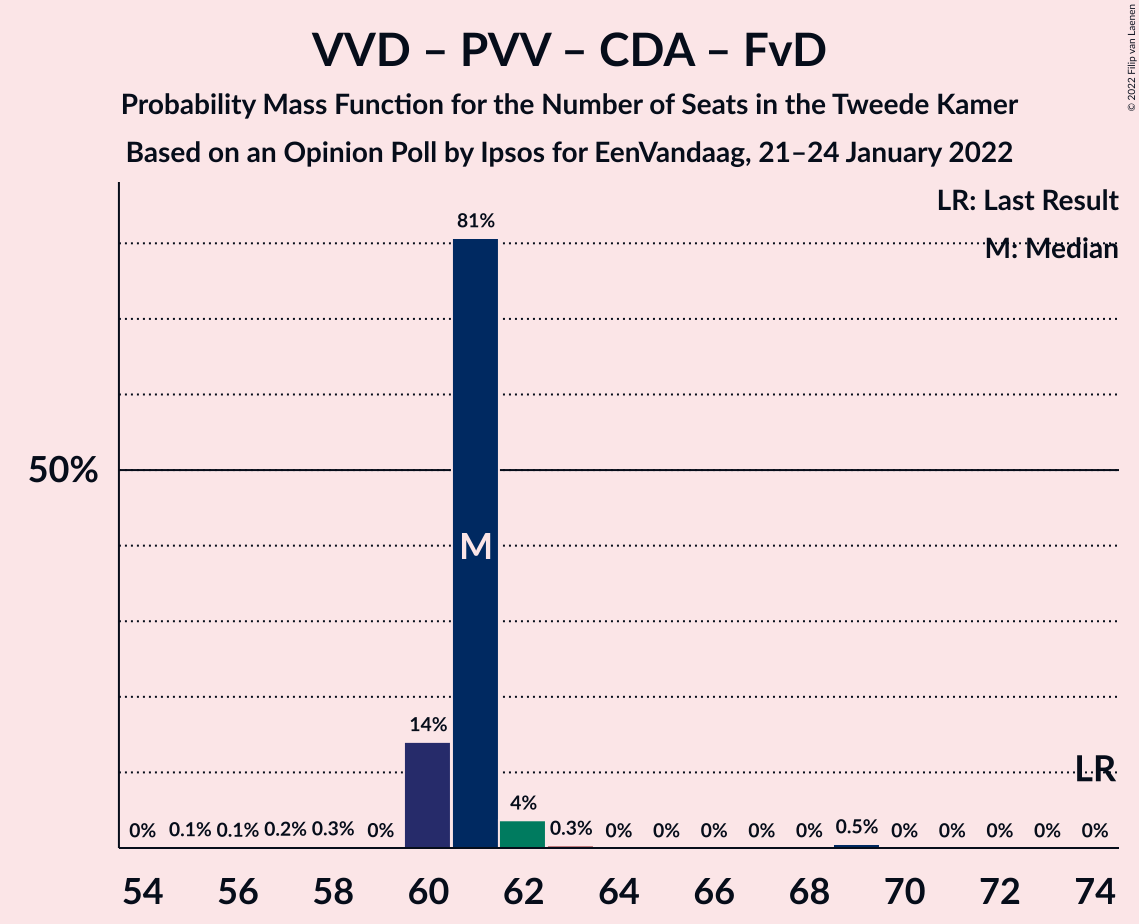 VVD – PVV – CDA – FvD
Probability Mass Function for the Number of Seats in the Tweede Kamer
Based on an Opinion Poll by Ipsos for EenVandaag, 21–24 January 2022
© 2022 Filip van Laenen
LR: Last Result
M: Median
81%
50%
M
14%
LR
4%
0% 0.1% 0.1% 0.2% 0.3% 0% 0.3% 0% 0% 0% 0% 0% 0.5% 0% 0% 0% 0% 0%
54 56 58 60 62 64 66 68 70 72 74